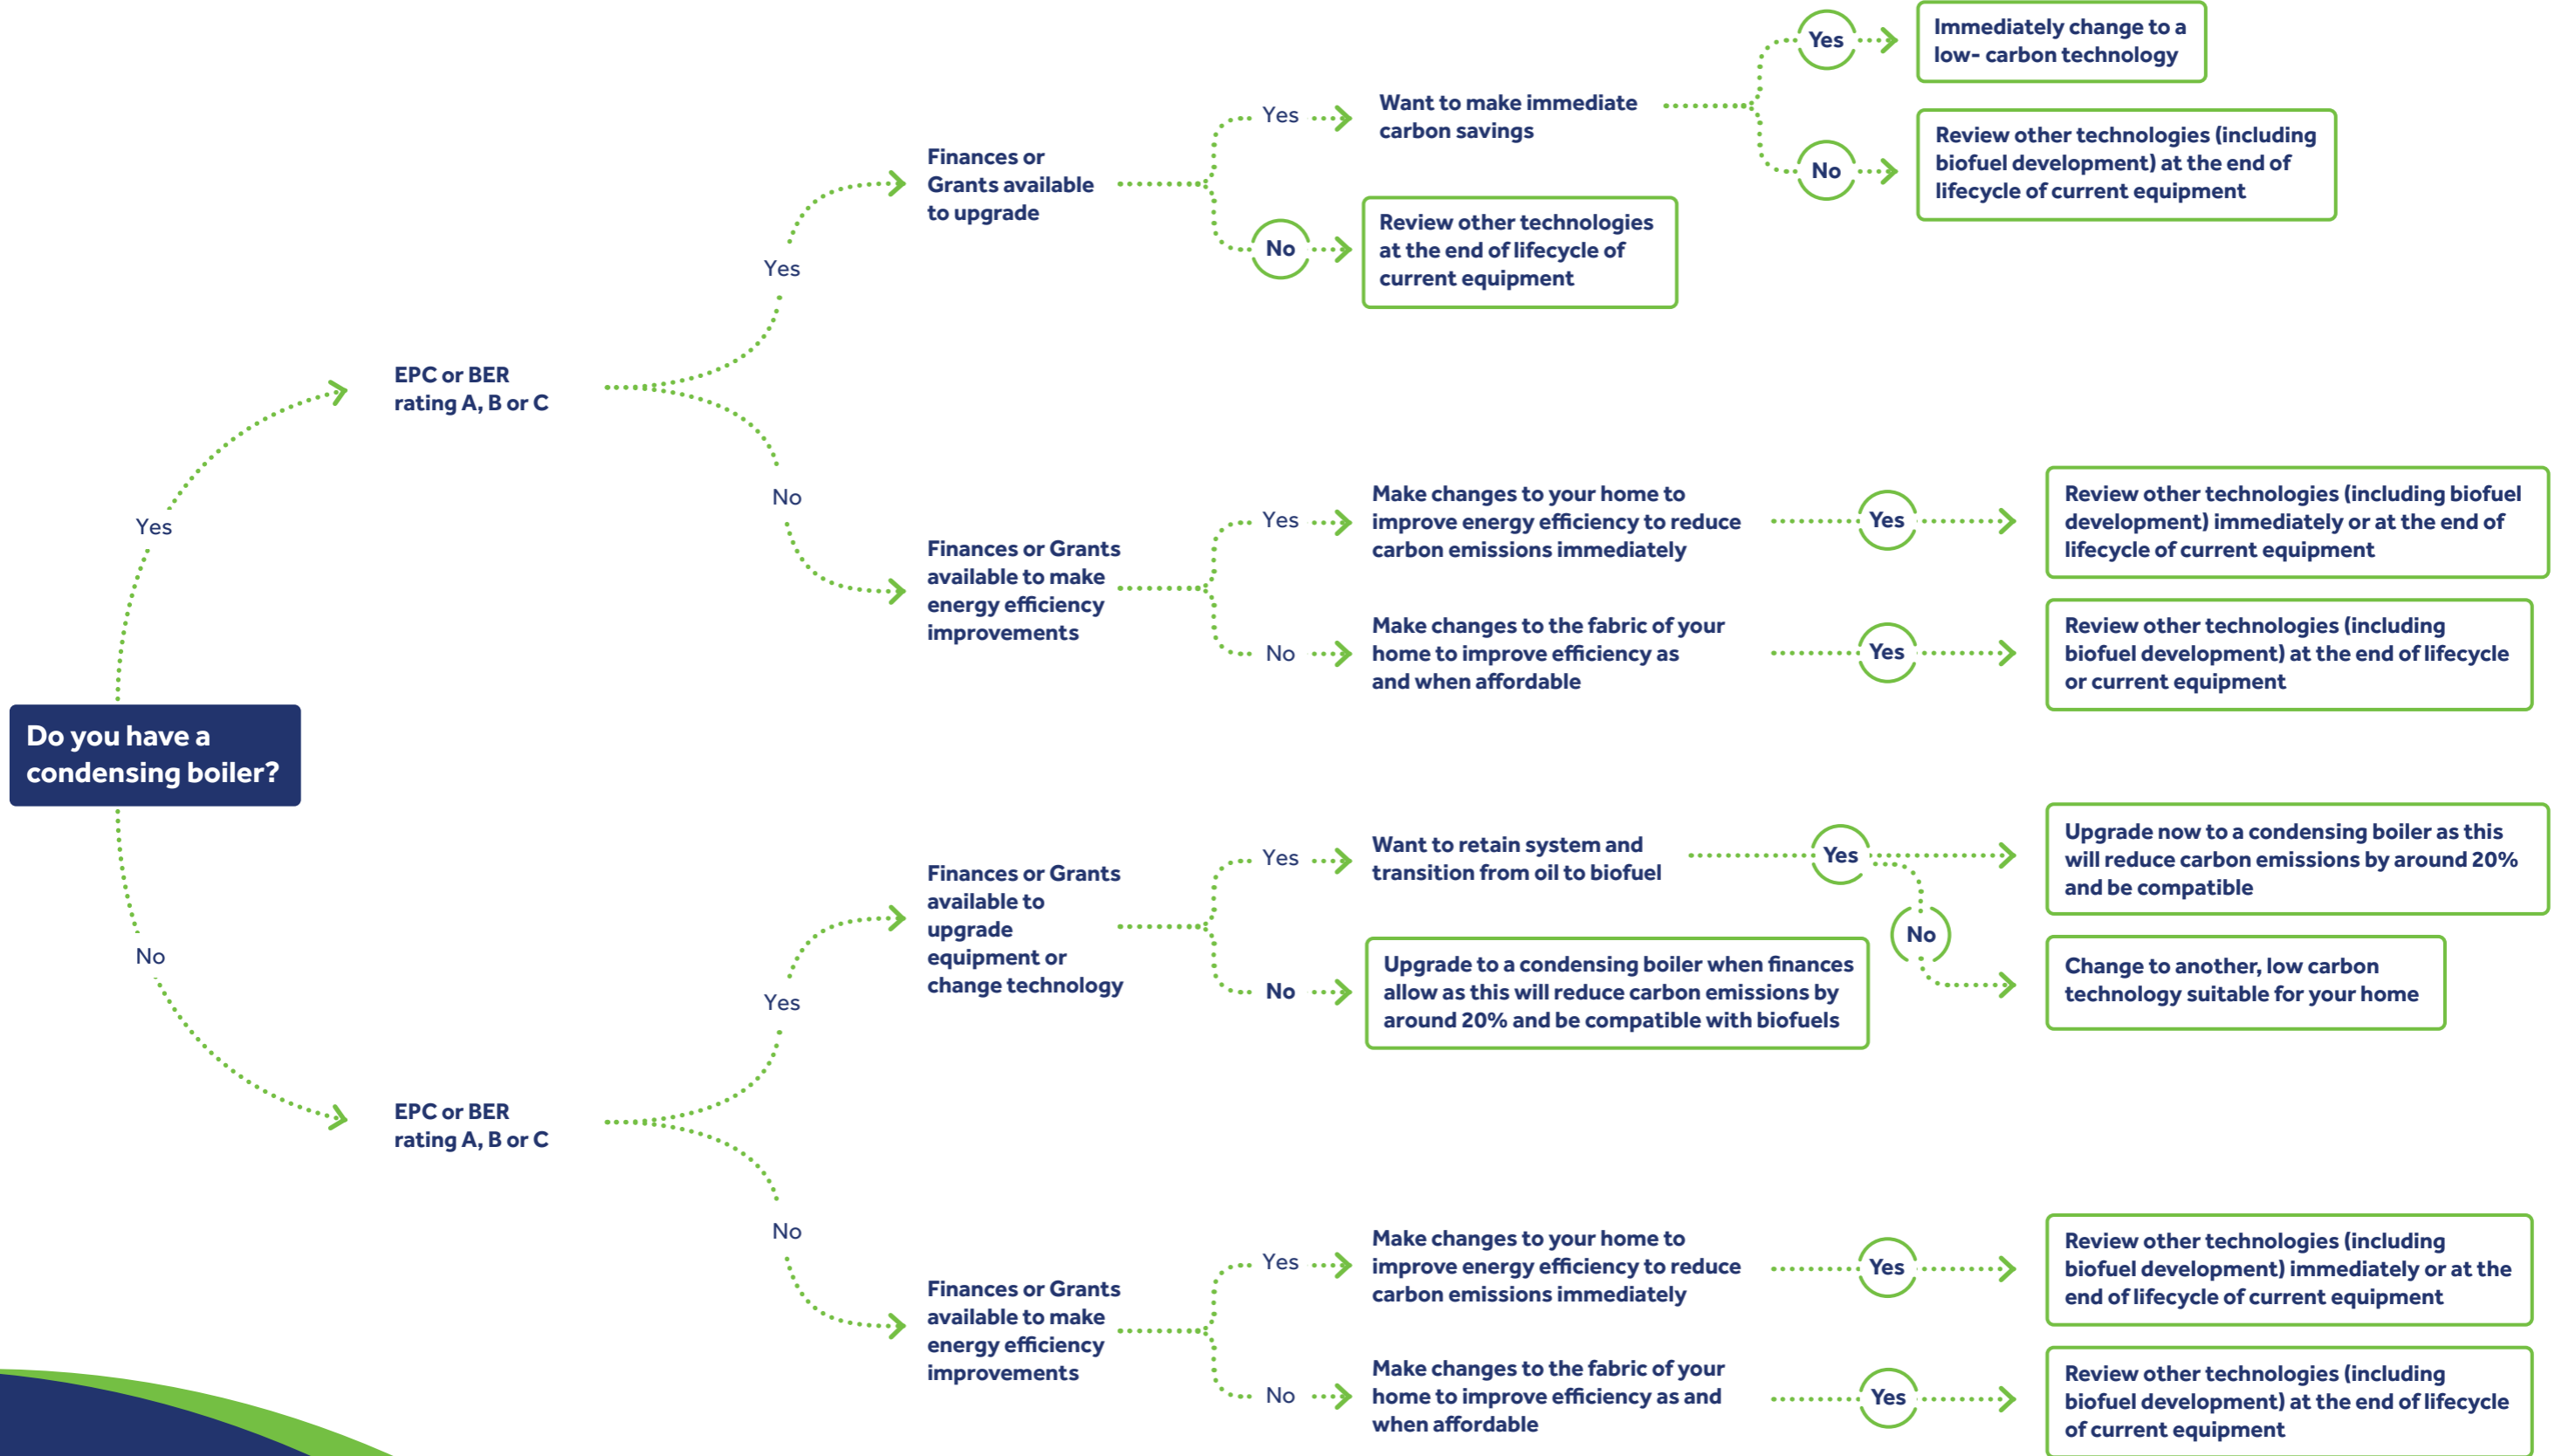 Do you have a
condensing boiler?
Yes
EPC or BER
rating A, B or C
Yes
Finances or
Grants available
to upgrade
Yes
Want to make immediate
carbon savings
Yes
Immediately change to a
low- carbon technology
No
Review other technologies (including
biofuel development) at the end of
lifecycle of current equipment
No
Review other technologies
at the end of lifecycle of
current equipment
No
Finances or Grants
available to make
energy efficiency
improvements
Yes
Make changes to your home to
improve energy efficiency to reduce
carbon emissions immediately
Yes
Review other technologies (including biofuel
development) immediately or at the end of
lifecycle of current equipment
No
Make changes to the fabric of your
home to improve efficiency as
and when affordable
Yes
Review other technologies (including
biofuel development) at the end of lifecycle
or current equipment
No
EPC or BER
rating A, B or C
Yes
Finances or Grants
available to
upgrade
equipment or
change technology
Yes
Want to retain system and
transition from oil to biofuel
Yes
Upgrade now to a condensing boiler as this
will reduce carbon emissions by around 20%
and be compatible
No
Change to another, low carbon
technology suitable for your home
No
Upgrade to a condensing boiler when finances
allow as this will reduce carbon emissions by
around 20% and be compatible with biofuels
No
Finances or Grants
available to make
energy efficiency
improvements
Yes
Make changes to your home to
improve energy efficiency to reduce
carbon emissions immediately
Yes
Review other technologies (including
biofuel development) immediately or at the
end of lifecycle of current equipment
No
Make changes to the fabric of your
home to improve efficiency as and
when affordable
Yes
Review other technologies (including
biofuel development) at the end of lifecycle
of current equipment